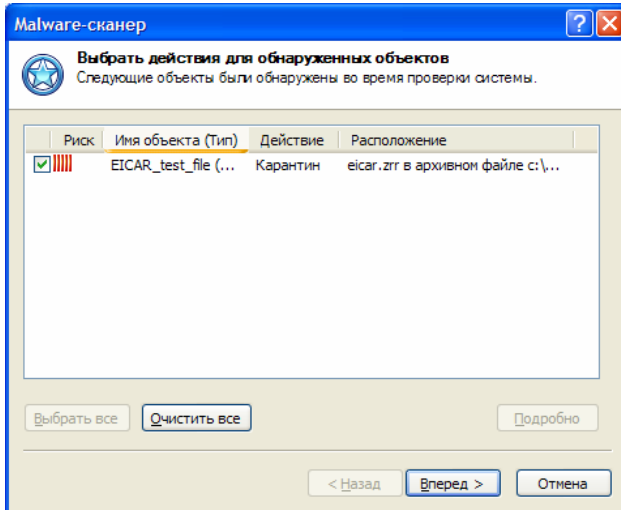 Malware-сканер
Выбрать действия для обнаруженных объектов
Следующие объекты были обнаружены во время проверки системы.
Риск Имя объекта (Тип) Действие Расположение
EICAR_test_file (... Карантин eicar.zrr в архивном файле c:\...
Выбрать все Очистить все Подробно
< Назад Вперед > Отмена